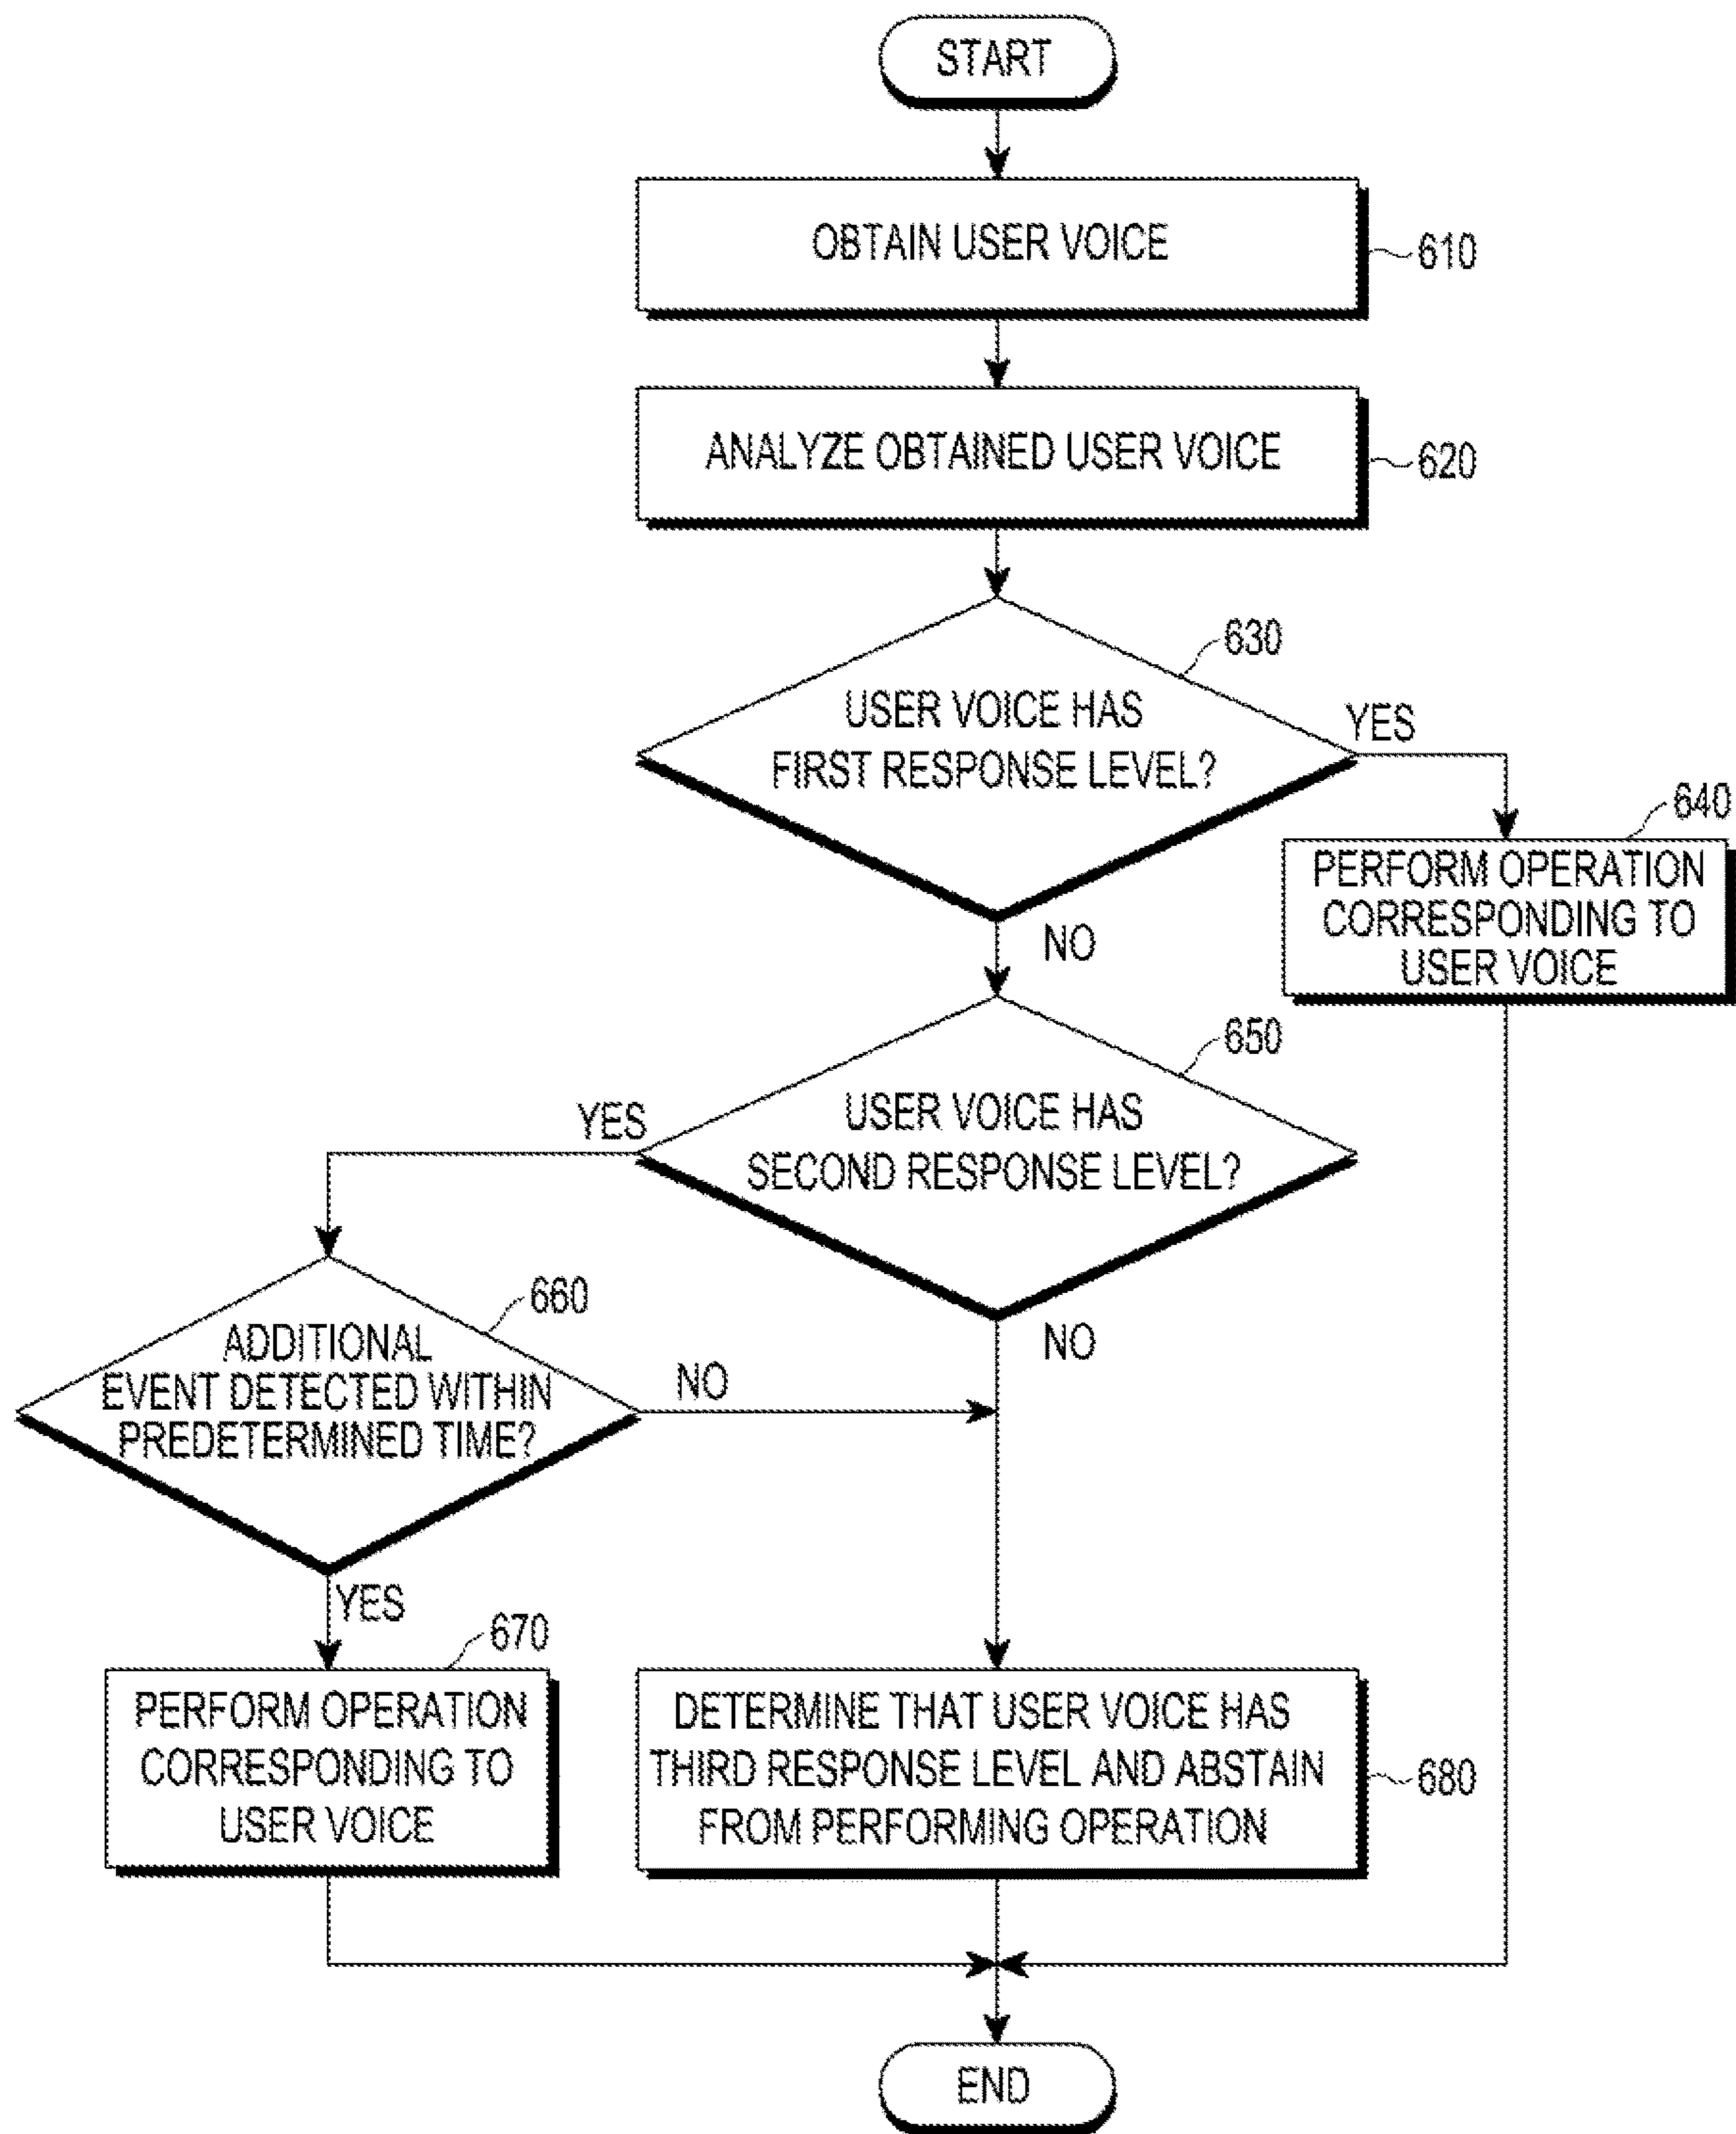 START
OBTAIN USER VOICE
610
ANALYZE OBTAINED USER VOICE
620
630
USER VOICE HAS
FIRST RESPONSE LEVEL?
YES
640
PERFORM OPERATION
CORRESPONDING TO
USER VOICE
NO
650
USER VOICE HAS
SECOND RESPONSE LEVEL?
YES
660
ADDITIONAL
EVENT DETECTED WITHIN
PREDETERMINED TIME?
NO
NO
YES
670
PERFORM OPERATION
CORRESPONDING TO
USER VOICE
DETERMINE THAT USER VOICE HAS
THIRD RESPONSE LEVEL AND ABSTAIN
FROM PERFORMING OPERATION
680
END